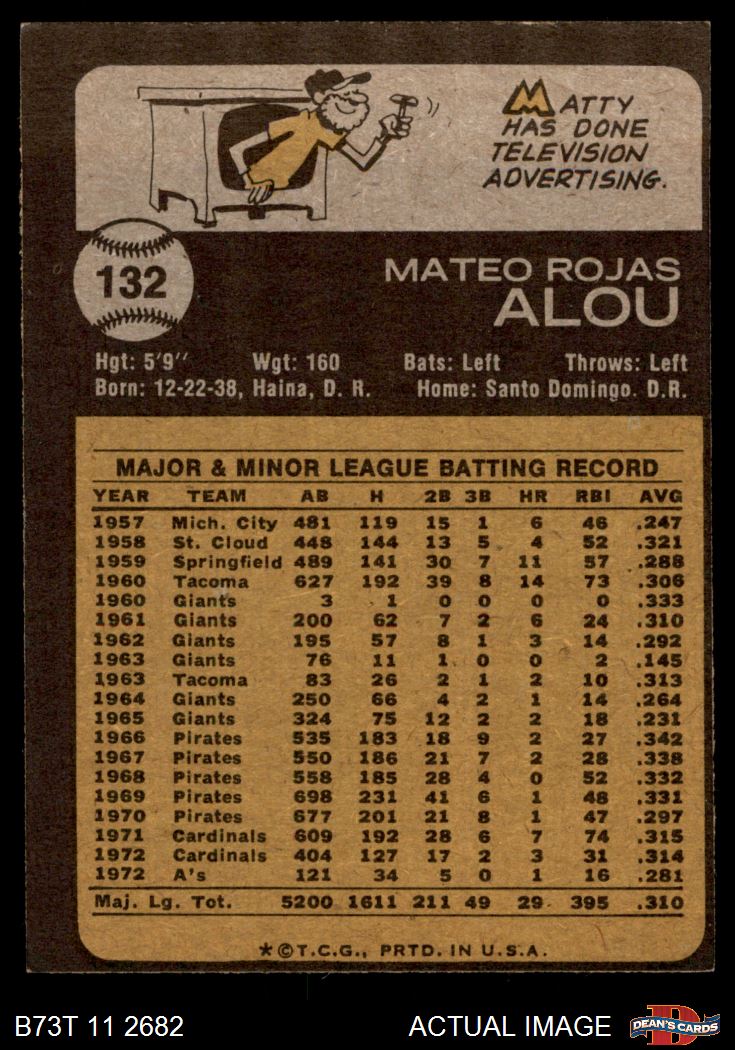 MATTY
HAS DONE
TELEVISION
ADVERTISING.
132
MATEO ROJAS
ALOU
Hgt: 5'9" Wgt: 160 Bats: Left Throws: Left
Born: 12-22-38, Haina, D. R. Home: Santo Domingo. D.R.
MAJOR & MINOR LEAGUE BATTING RECORD
YEAR TEAM AB H 2B 3B HR RBI AVG
1957 Mich. City 481 119 15 1 6 46 .247
1958 St. Cloud 448 144 13 5 4 52 .321
1959 Springfield 489 141 30 7 11 57 .288
1960 Tacoma 627 192 39 8 14 73 .306
1960 Giants 3 1 0 0 0 0 .333
1961 Giants 200 62 7 2 6 24 .310
1962 Giants 195 57 8 1 3 14 .292
1963 Giants 76 11 1 0 0 2 .145
1963 Tacoma 83 26 2 1 2 10 .313
1964 Giants 250 66 4 2 1 14 .264
1965 Giants 324 75 12 2 2 18 .231
1966 Pirates 535 183 18 9 2 27 .342
1967 Pirates 550 186 21 7 2 28 .338
1968 Pirates 558 185 28 4 0 52 .332
1969 Pirates 698 231 41 6 1 48 .331
1970 Pirates 677 201 21 8 1 47 .297
1971 Cardinals 609 192 28 6 7 74 .315
1972 Cardinals 404 127 17 2 3 31 .314
1972 A's 121 34 5 0 1 16 .281
Maj. Lg. Tot. 5200 1611 211 49 29 395 .310
*©T.C.G., PRTD. IN U.S.A.
B73T 11 2682 ACTUAL IMAGE D DEAN'S CARDS